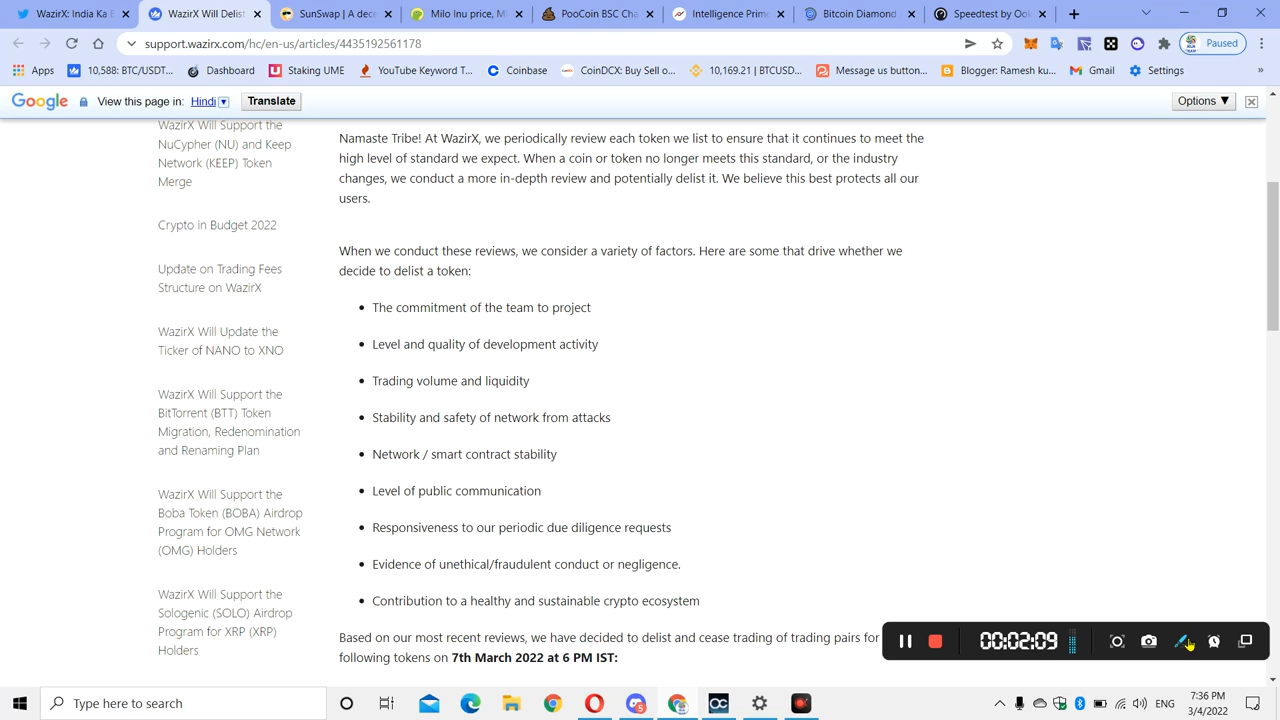 WazirX India Ka E
WazirX Will Delist
SunSwap | A dece
Milo Inu price, MI
PooCoin BSC Cha
Intelligence Prime
Bitcoin Diamond
Speedtest by Ook
support.wazirx.com/hc/en-us/articles/4435192561178
Paused
Apps
10,588 BTC/USDT...
Dashboard
Staking UME
YouTube Keyword T...
Coinbase
CoinDCX: Buy sell o...
10,169.21 | BTCUSD...
Message us button...
Blogger: Ramesh ku...
Gmail
Settings
»
Google View this page in: Hindi Translate Options ▼
WazirX Will Support the
NuCypher (NU) and Keep
Network (KEEP) Token
Merge
Crypto in Budget 2022
Update on Trading Fees
Structure on WazirX
WazirX Will Update the
Ticker of NANO to XNO
WazirX Will Support the
BitTorrent (BTT) Token
Migration, Redenomination
and Renaming Plan
WazirX Will Support the
Boba Token (BOBA) Airdrop
Program for OMG Network
(OMG) Holders
WazirX Will Support the
Sologenic (SOLO) Airdrop
Program for XRP (XRP)
Holders
Namaste Tribe! At WazirX, we periodically review each token we list to ensure that it continues to meet the
high level of standard we expect. When a coin or token no longer meets this standard, or the industry
changes, we conduct a more in-depth review and potentially delist it. We believe this best protects all our
users.
When we conduct these reviews, we consider a variety of factors. Here are some that drive whether we
decide to delist a token:
• The commitment of the team to project
• Level and quality of development activity
• Trading volume and liquidity
• Stability and safety of network from attacks
• Network / smart contract stability
• Level of public communication
• Responsiveness to our periodic due diligence requests
• Evidence of unethical/fraudulent conduct or negligence.
• Contribution to a healthy and sustainable crypto ecosystem
Based on our most recent reviews, we have decided to delist and cease trading of trading pairs for
following tokens on 7th March 2022 at 6 PM IST:
00:02:09
Type here to search
ENG
7:36 PM
3/4/2022